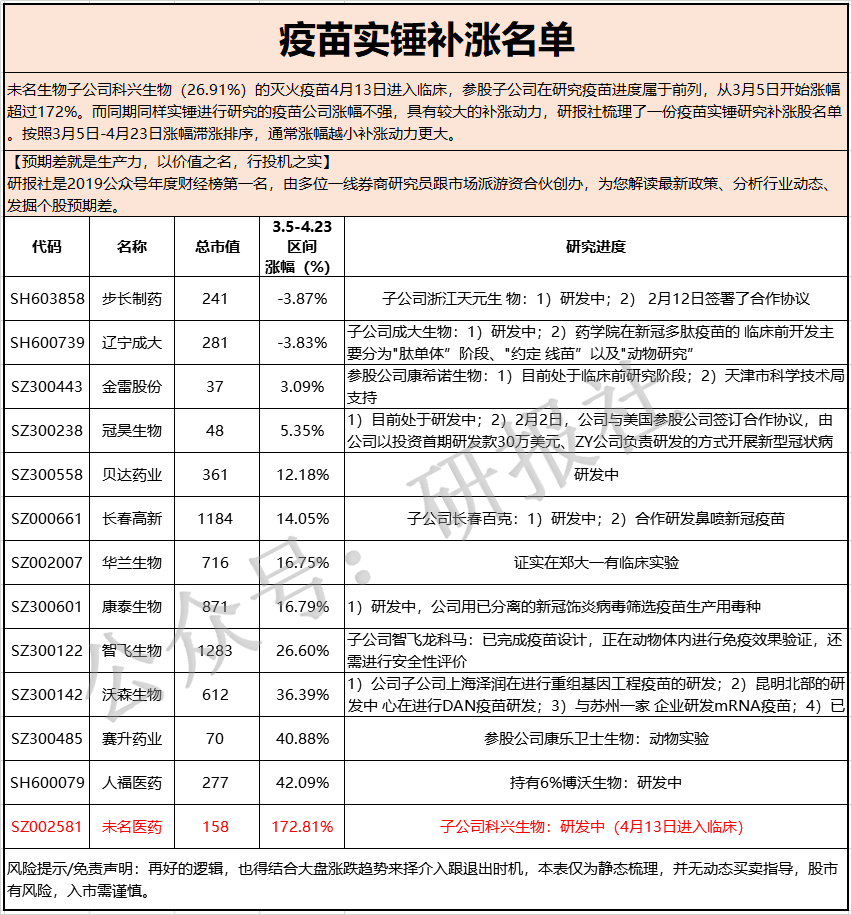 疫苗实锤补涨名单
未名生物子公司科兴生物（26.91%）的灭火疫苗4月13日进入临床，参股子公司在研究疫苗进度属于前列，从3月5日开始涨幅
超过172%。而同期同样实锤进行研究的疫苗公司涨幅不强，具有较大的补涨动力，研报社梳理了一份疫苗实锤研究补涨股名单
。按照3月5日-4月23日涨幅滞涨排序，通常涨幅越小补涨动力更大。
【预期差就是生产力，以价值之名，行投机之实】
研报社是2019公众号年度财经榜第一名，由多位一线券商研究员跟市场派游资合伙创办，为您解读最新政策、分析行业动态、
发掘个股预期差。
代码 名称 总市值 3.5-4.23 区间 涨幅（%） 研究进度
SH603858 步长制药 241 -3.87% 子公司浙江天元生 物：1）研发中；2） 2月12日签署了合作协议
SH600739 辽宁成大 281 -3.83% 子公司成大生物：1）研发中；2）药学院在新冠多肽疫苗的 临床前开发主
要分为"肽单体”阶段、"约定 线苗”以及"动物研究”
SZ300443 金雷股份 37 3.09% 参股公司康希诺生物：1）目前处于临床前研究阶段；2）天津市科学技术局
支持
SZ300238 冠昊生物 48 5.35% 1）目前处于研发中；2）2月2日，公司与美国参股公司签订合作协议，由
公司以投资首期研发款30万美元、ZY公司负责研发的方式开展新型冠状病
SZ300558 贝达药业 361 12.18% 研发中
SZ000661 长春高新 1184 14.05% 子公司长春百克：1）研发中；2）合作研发鼻喷新冠疫苗
SZ002007 华兰生物 716 16.75% 证实在郑大一有临床实验
SZ300601 康泰生物 871 16.79% 1）研发中，公司用已分离的新冠饰炎病毒筛选疫苗生产用毒种
SZ300122 智飞生物 1283 26.60% 子公司智飞龙科马：已完成疫苗设计，正在动物体内进行免疫效果验证，还
需进行安全性评价
SZ300142 沃森生物 612 36.39% 1）公司子公司上海泽润在进行重组基因工程疫苗的研发；2）昆明北部的研
发中 心在进行DAN疫苗研发；3）与苏州一家 企业研发mRNA疫苗；4）已
SZ300485 赛升药业 70 40.88% 参股公司康乐卫士生物：动物实验
SH600079 人福医药 277 42.09% 持有6%博沃生物：研发中
SZ002581 未名医药 158 172.81% 子公司科兴生物：研发中（4月13日进入临床）
风险提示/免责声明：再好的逻辑，也得结合大盘涨跌趋势来择介入跟退出时机，本表仅为静态梳理，并无动态买卖指导，股市
有风险，入市需谨慎。
公众号：研报社